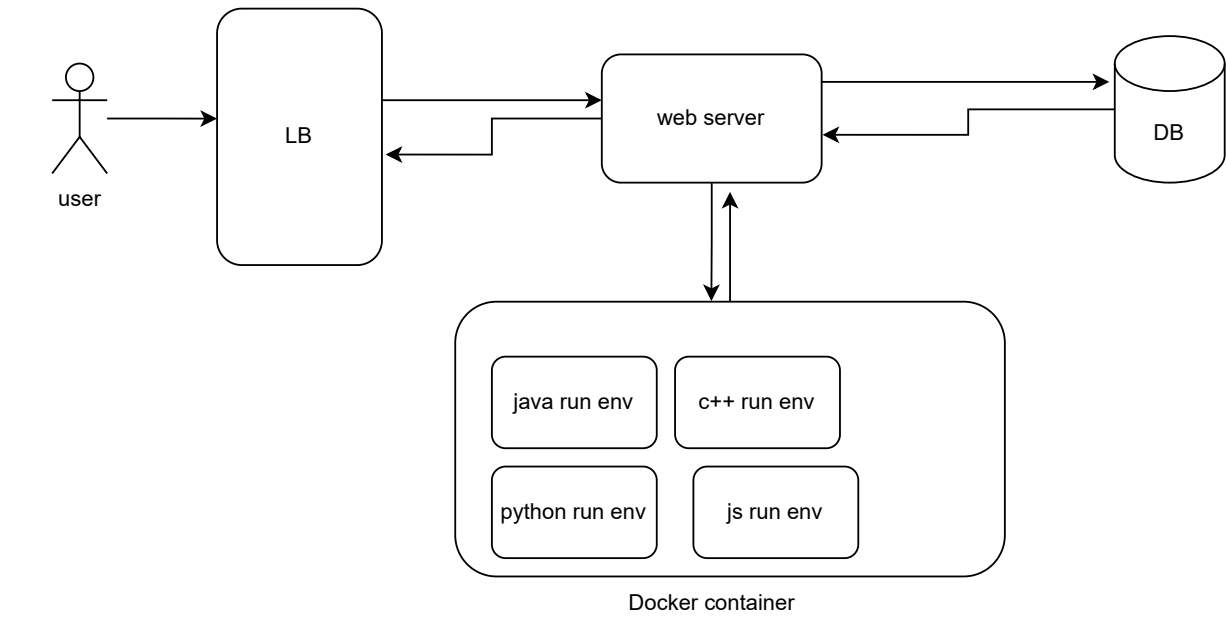 user
LB
web server
DB
java run env
c++ run env
python run env
js run env
Docker container